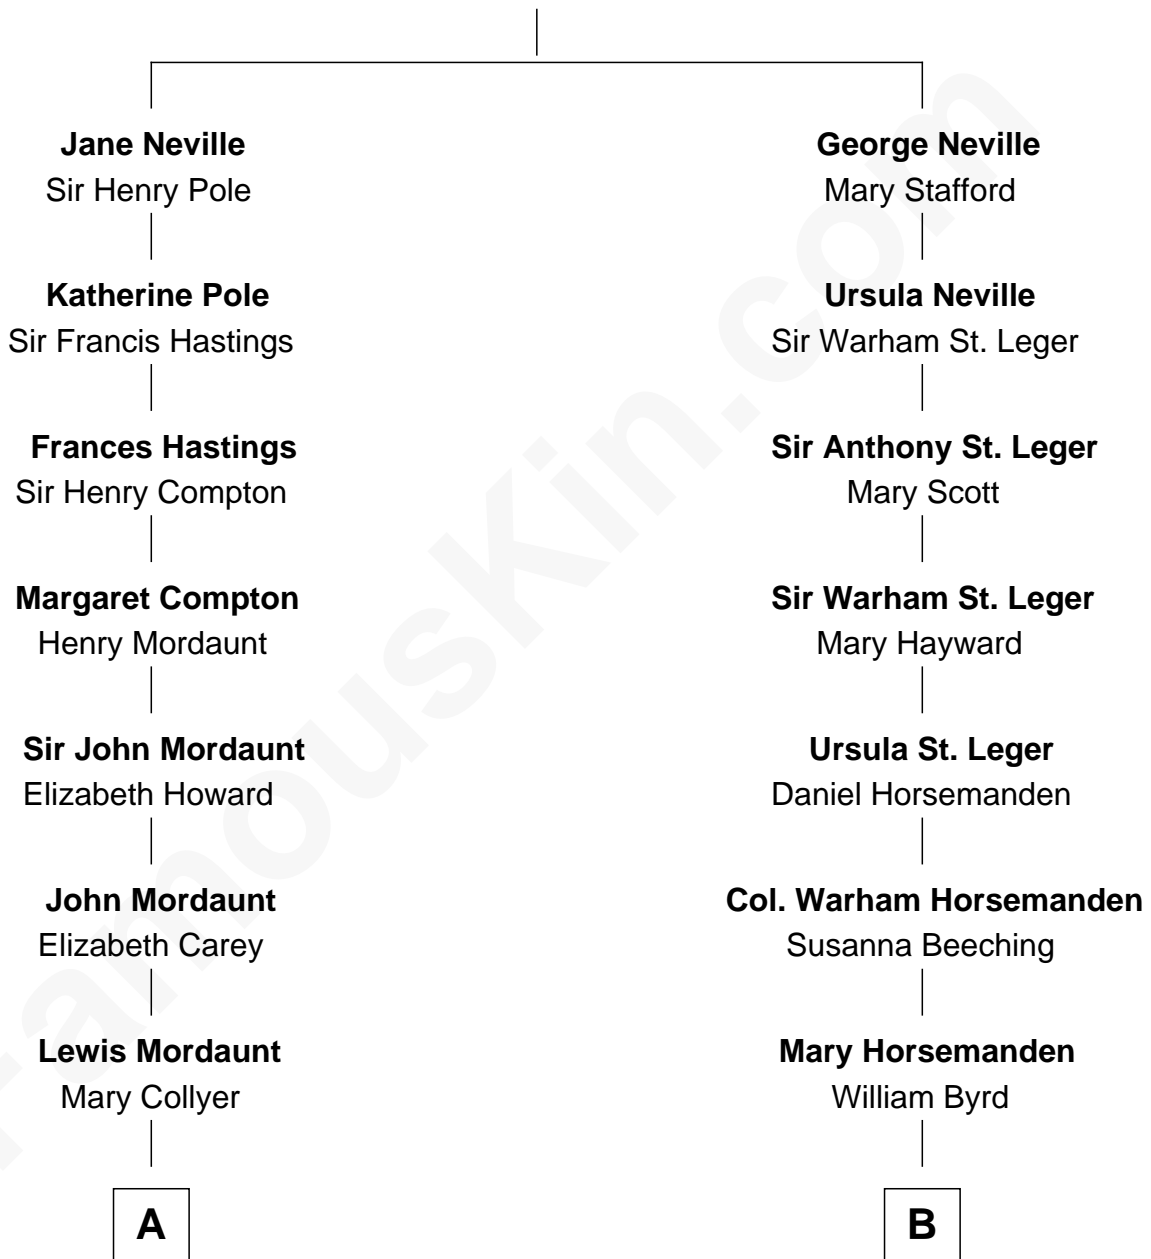 Jane Neville
Sir Henry Pole
Katherine Pole
Sir Francis Hastings
Frances Hastings
Sir Henry Compton
Margaret Compton
Henry Mordaunt
Sir John Mordaunt
Elizabeth Howard
John Mordaunt
Elizabeth Carey
Lewis Mordaunt
Mary Collyer
A
George Neville
Mary Stafford
Ursula Neville
Sir Warham St. Leger
Sir Anthony St. Leger
Mary Scott
Sir Warham St. Leger
Mary Hayward
Ursula St. Leger
Daniel Horsemanden
Col. Warham Horsemanden
Susanna Beeching
Mary Horsemanden
William Byrd
B
FamousKin.com